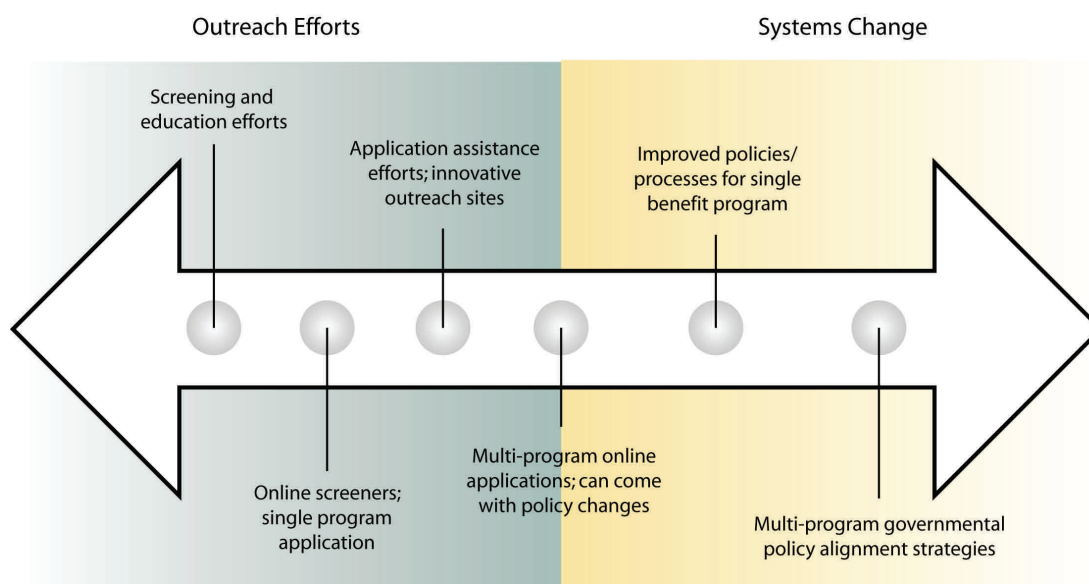 Outreach Efforts
Systems Change
Screening and
education efforts
Application assistance
efforts; innovative
outreach sites
Improved policies/
processes for single
benefit program
Online screeners;
single program
application
Multi-program online
applications; can come
with policy changes
Multi-program governmental
policy alignment strategies